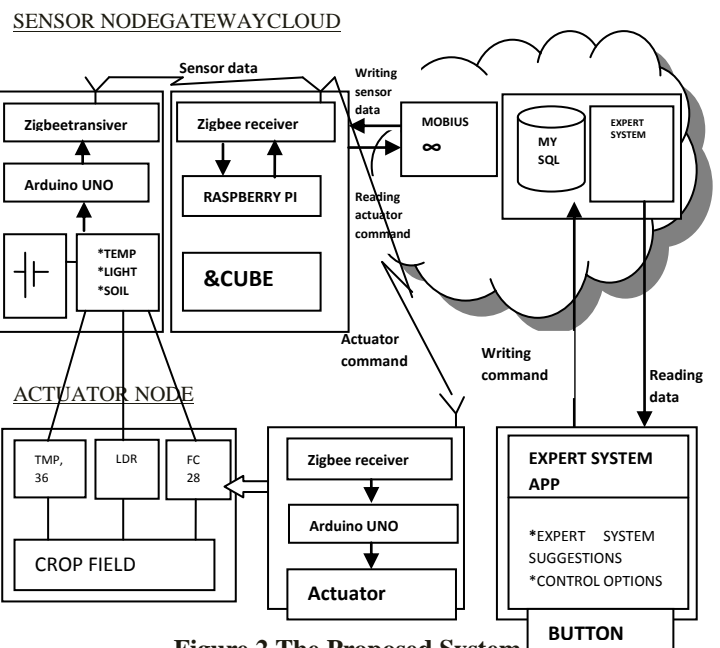 SENSOR NODEGATEWAYCLOUD
Sensor data
Zigbeetransiver
Arduino UNO
*TEMP
*LIGHT
*SOIL
Zigbee receiver
RASPBERRY PI
&CUBE
Writing
sensor
data
Reading
actuator
command
MOBIUS
∞
MY
SQL
EXPERT
SYSTEM
Actuator
command
Writing
command
Reading
data
ACTUATOR NODE
TMP,
36
LDR
FC
28
CROP FIELD
Zigbee receiver
Arduino UNO
Actuator
EXPERT SYSTEM
APP
*EXPERT SYSTEM
SUGGESTIONS
*CONTROL OPTIONS
BUTTON
Figure 2 The Proposed System